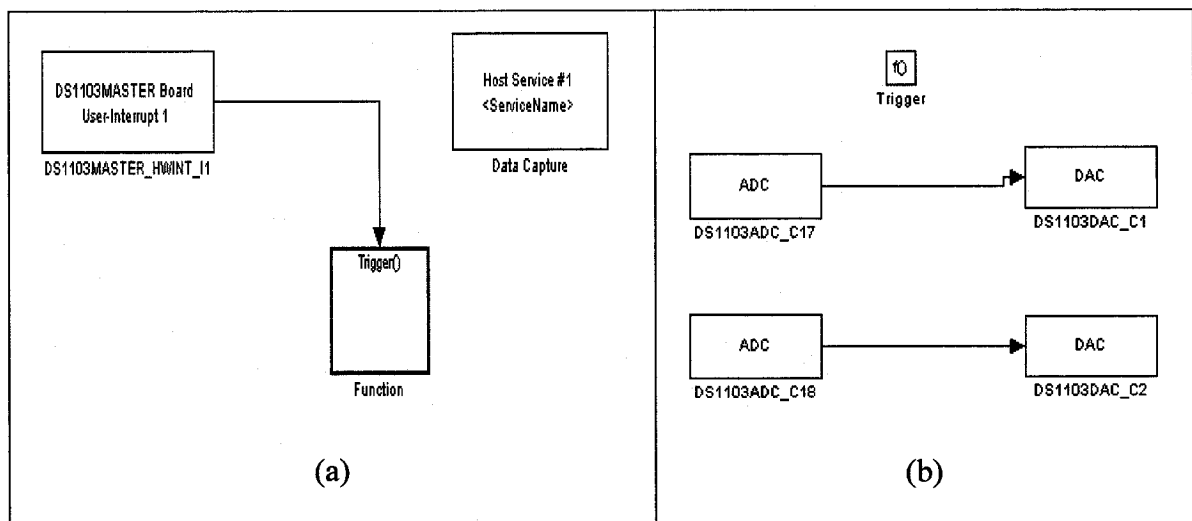 DS1103MASTER Board
User-Interrupt 1
DS1103MASTER_HWINT_I1
Host Service #1
<ServiceName>
Data Capture
Trigger()
Function
(a)
f()
Trigger
ADC
DS1103ADC_C17
DAC
DS1103DAC_C1
ADC
DS1103ADC_C18
DAC
DS1103DAC_C2
(b)